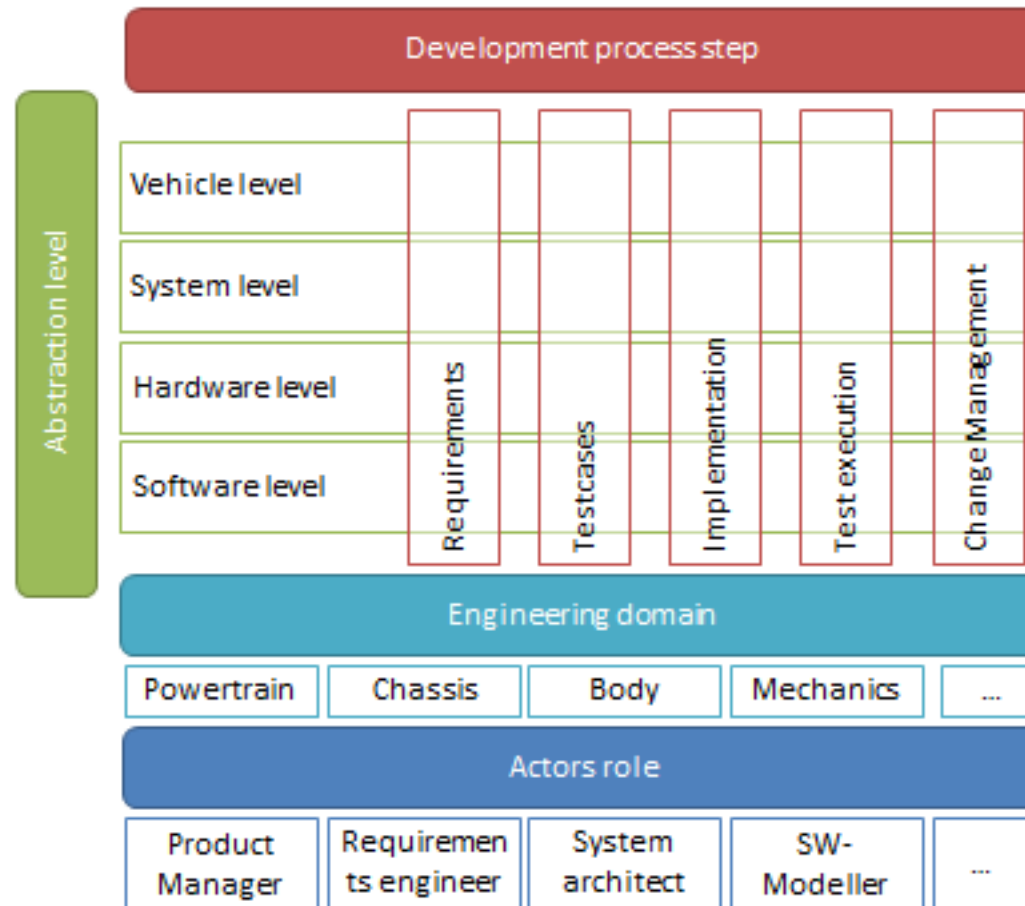 Development process step
Abstraction level
Vehicle level
System level
Hardware level
Software level
Requirements
Testcases
Implementation
Test execution
Change Management
Engineering domain
Powertrain
Chassis
Body
Mechanics
...
Actors role
Product
Manager
Requiremen
ts engineer
System
architect
SW-
Modeller
...